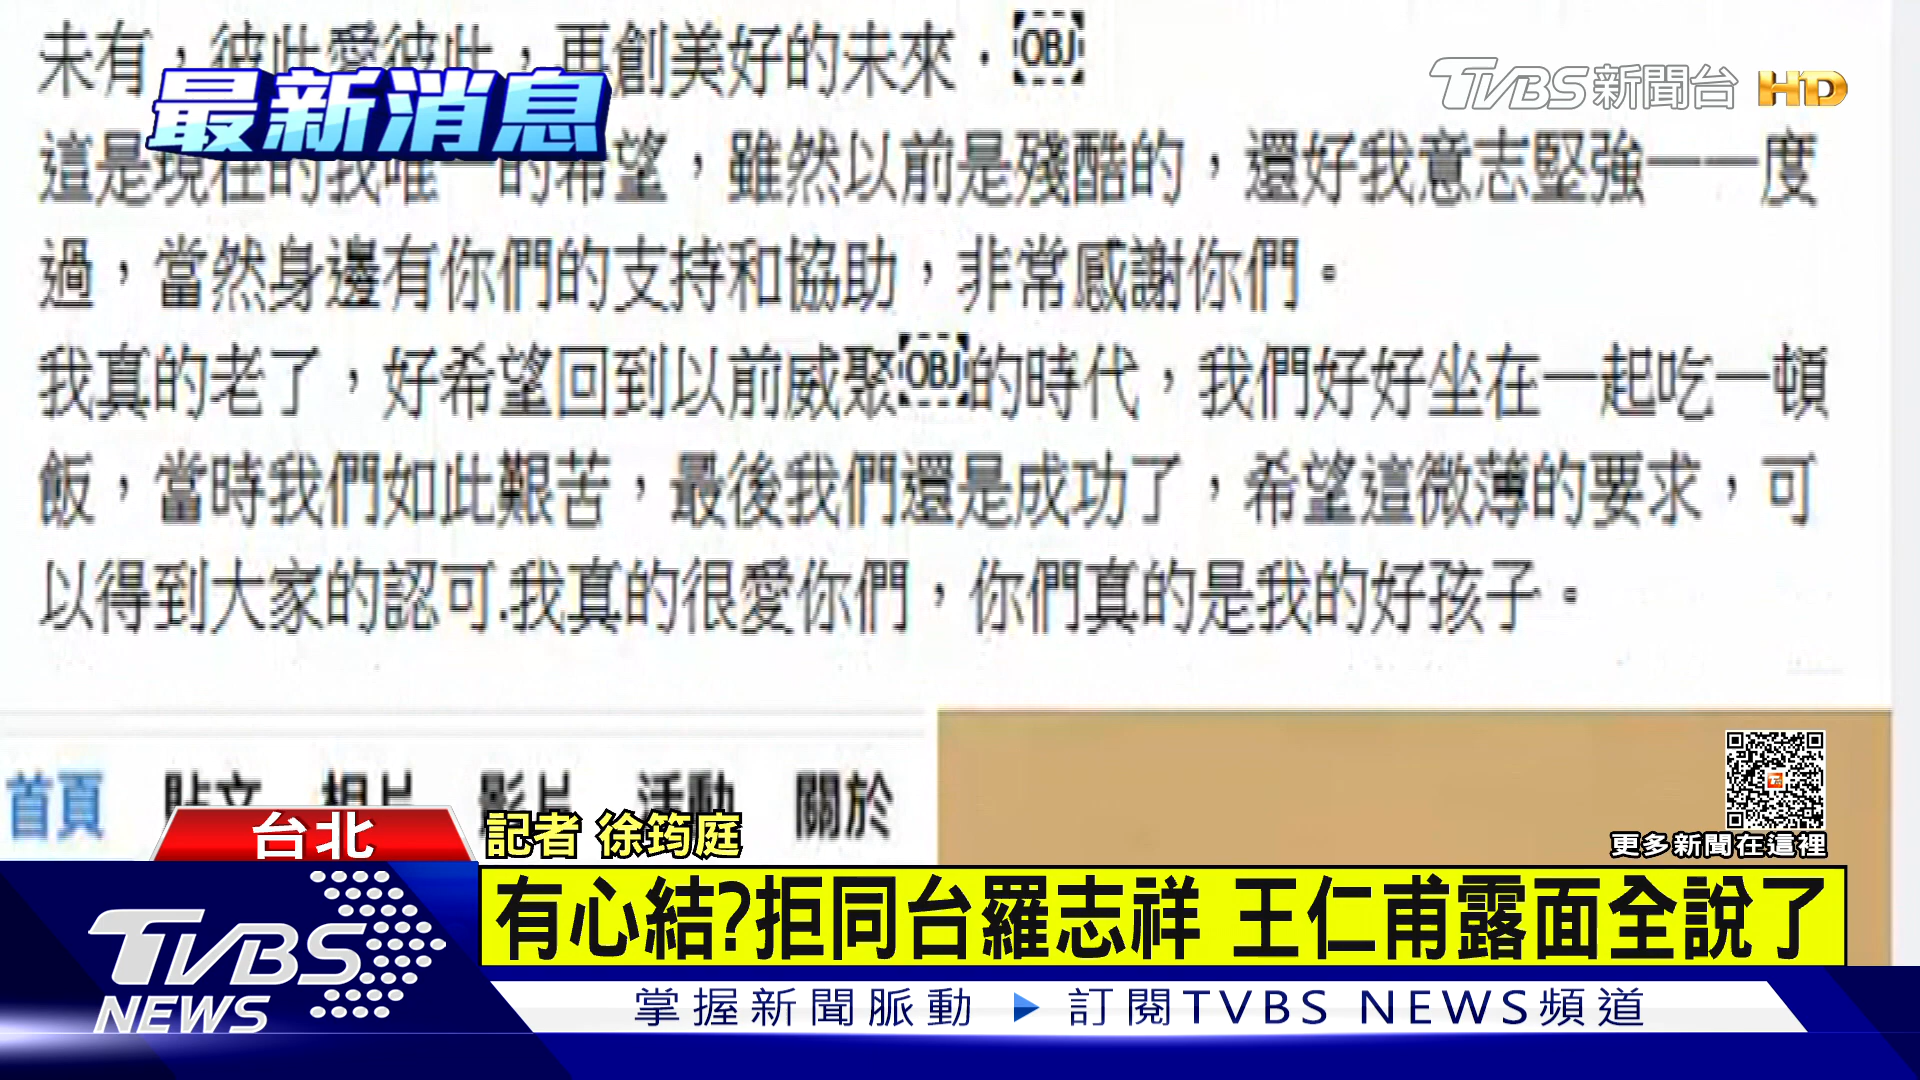 未有，彼此愛彼此，再創美好的未來．OBJ
最新消息
TVBS新聞台 HD
這是現在的我唯一的希望，雖然以前是殘酷的，還好我意志堅強一一度
過，當然身邊有你們的支持和協助，非常感謝你們。
我真的老了，好希望回到以前威聚OBJ的時代，我們好好坐在一起吃一頓
飯，當時我們如此艱苦，最後我們還是成功了，希望這微薄的要求，可
以得到大家的認可.我真的很愛你們，你們真的是我的好孩子。
首頁 貼文 相片 影片 活動 關於
台北
記者 徐筠庭
更多新聞在這裡
有心結?拒同台羅志祥 王仁甫露面全說了
TVBS
NEWS
掌握新聞脈動 ▶ 訂閱TVBS NEWS頻道